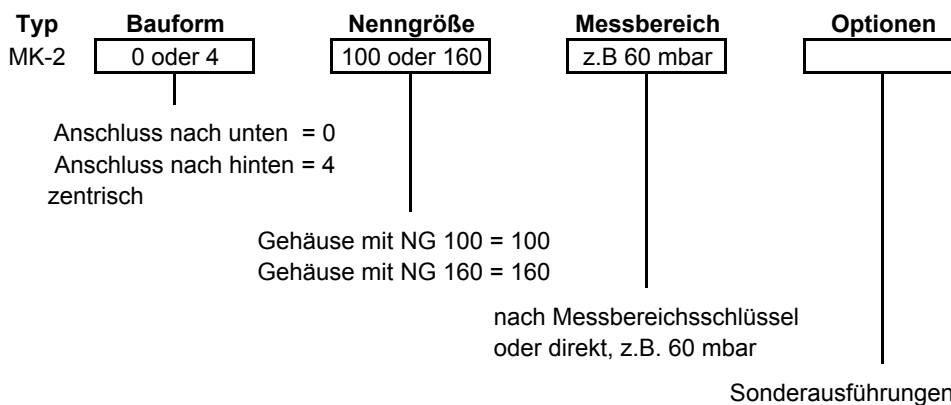 Typ Bauform Nenngröße Messbereich Optionen
MK-2 0 oder 4 100 oder 160 z.B 60 mbar
Anschluss nach unten = 0
Anschluss nach hinten = 4
zentrisch
Gehäuse mit NG 100 = 100
Gehäuse mit NG 160 = 160
nach Messbereichsschlüssel
oder direkt, z.B. 60 mbar
Sonderausführungen